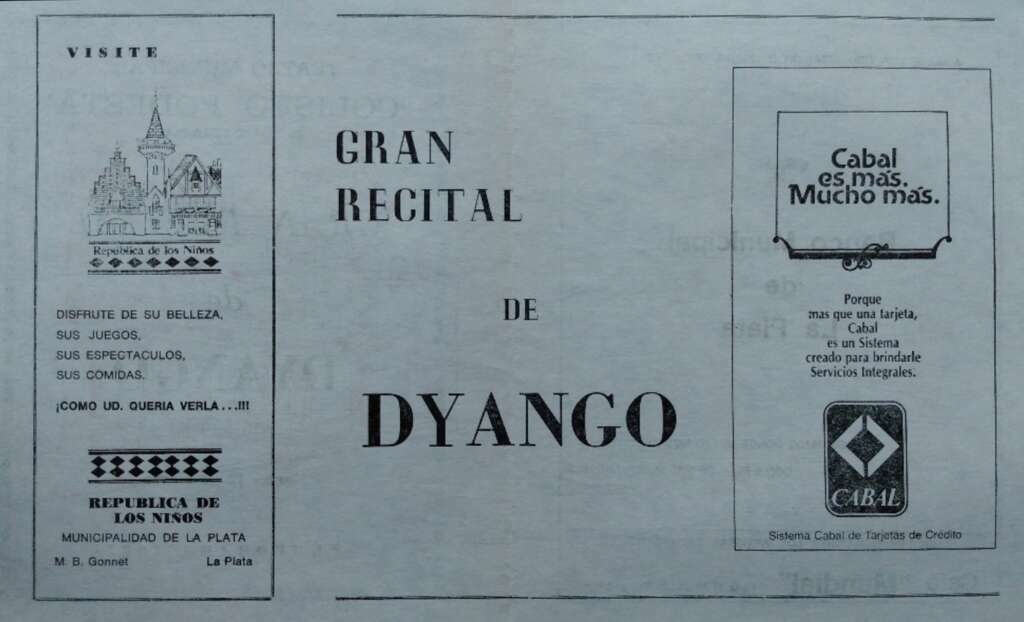 VISITE
República de los Niños
DISFRUTE DE SU BELLEZA,
SUS JUEGOS,
SUS ESPECTACULOS,
SUS COMIDAS.
¡COMO UD. QUERIA VERLA...!!!
REPUBLICA DE
LOS NIÑOS
MUNICIPALIDAD DE LA PLATA
M. B. Gonnet La Plata
GRAN
RECITAL
DE
DYANGO
Cabal
es más.
Mucho más.
Porque
mas que una tarjeta,
Cabal
es un Sistema
creado para brindarle
Servicios Integrales.
CABAL
Sistema Cabal de Tarjetas de Crédito